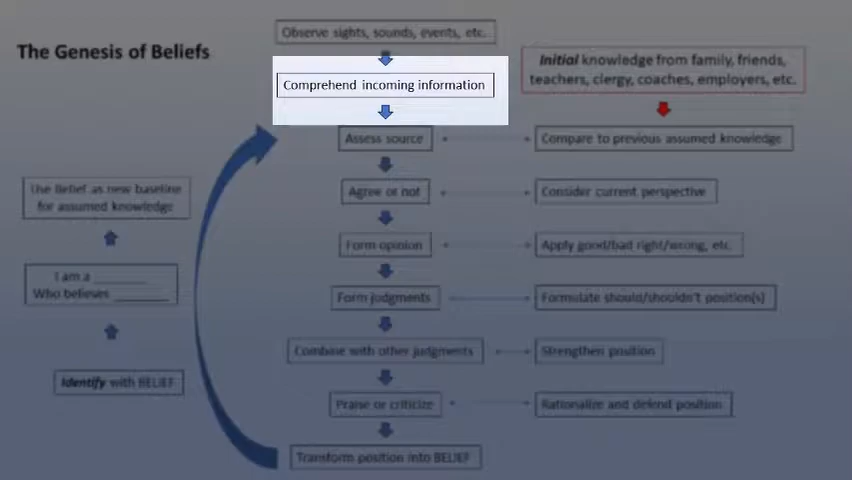 The Genesis of Beliefs
Observe sights, sounds, events, etc.
Comprehend incoming information
Initial knowledge from family, friends,
teachers, clergy, coaches, employers, etc.
Assess source
Compare to previous assumed knowledge
Agree or not
Consider current perspective
Form opinion
Apply good/bad right/wrong, etc.
Form judgments
Formulate should/shouldn't position(s)
Combine with other judgments
Strengthen position
Praise or criticize
Rationalize and defend position
Transform position into BELIEF
Identify with BELIEF
I am a ________
Who believes ________
Use Belief as new baseline
for assumed knowledge